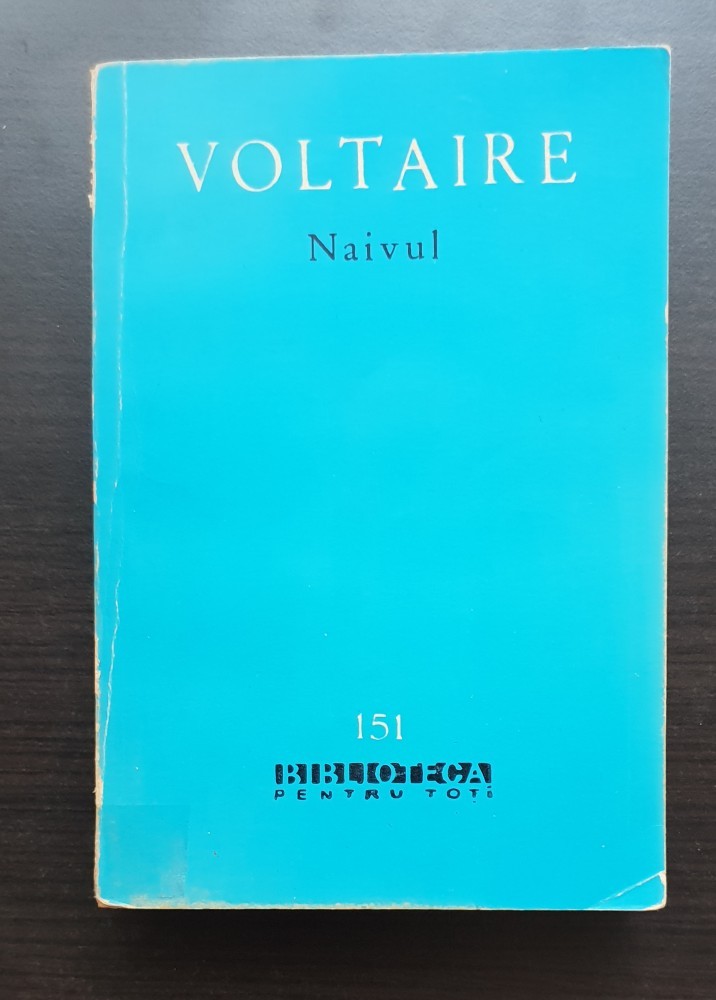 VOLTAIRE
Naivul
151
BIBLIOTECA
PENTRU TOȚI